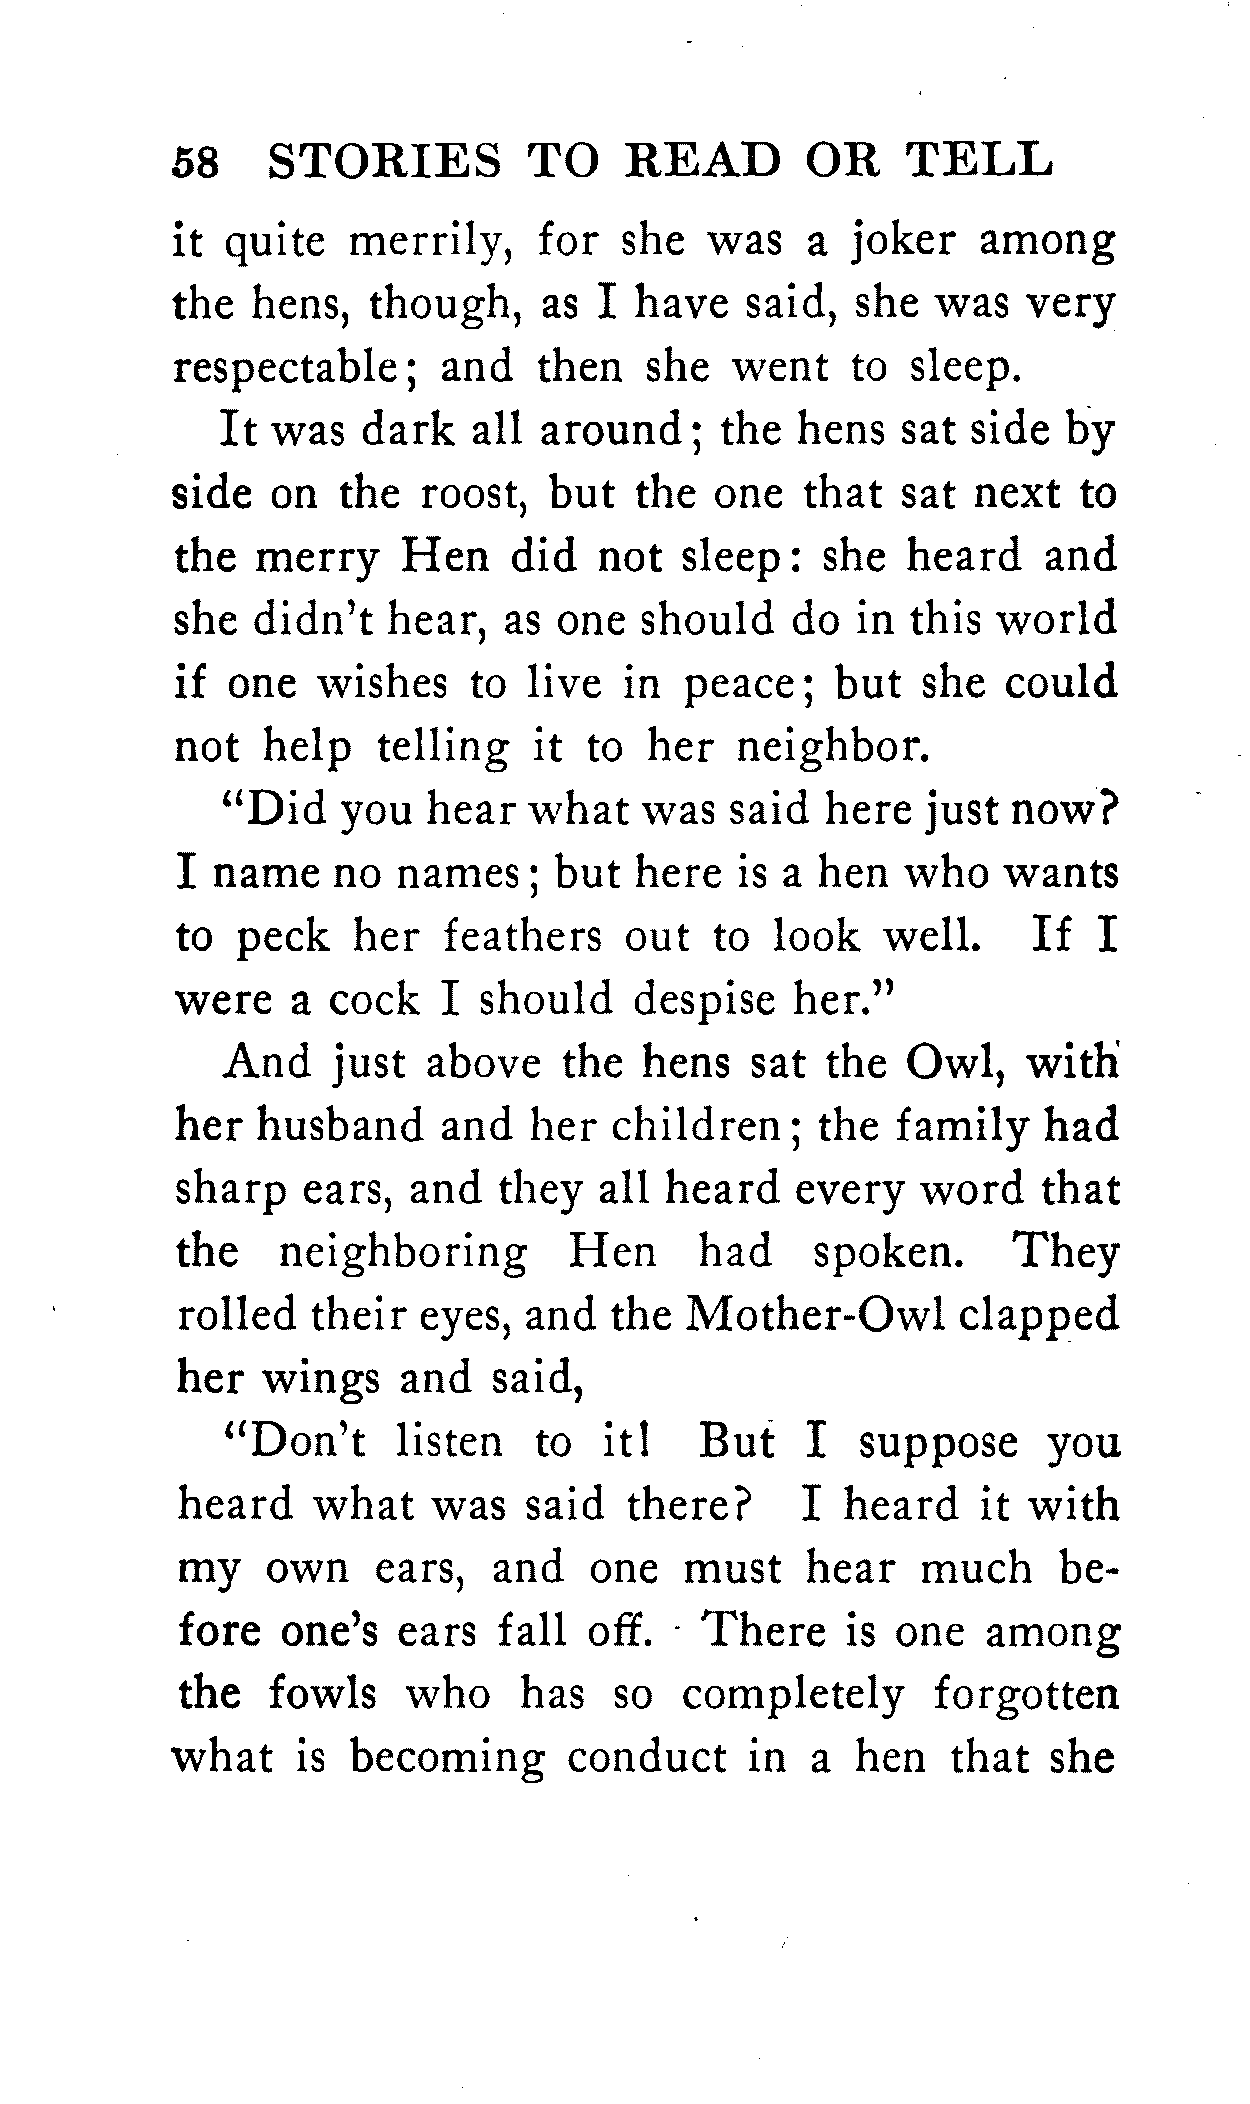 58 STORIES TO READ OR TELL
it quite merrily, for she was a joker among
the hens, though, as I have said, she was very
respectable; and then she went to sleep.
It was dark all around; the hens sat side by
side on the roost, but the one that sat next to
the merry Hen did not sleep: she heard and
she didn't hear, as one should do in this world
if one wishes to live in peace; but she could
not help telling it to her neighbor.
"Did you hear what was said here just now?
I name no names; but here is a hen who wants
to peck her feathers out to look well. If I
were a cock I should despise her."
And just above the hens sat the Owl, with
her husband and her children; the family had
sharp ears, and they all heard every word that
the neighboring Hen had spoken. They
rolled their eyes, and the Mother-Owl clapped
her wings and said,
"Don't listen to it! But I suppose you
heard what was said there? I heard it with
my own ears, and one must hear much be-
fore one's ears fall off. There is one among
the fowls who has so completely forgotten
what is becoming conduct in a hen that she